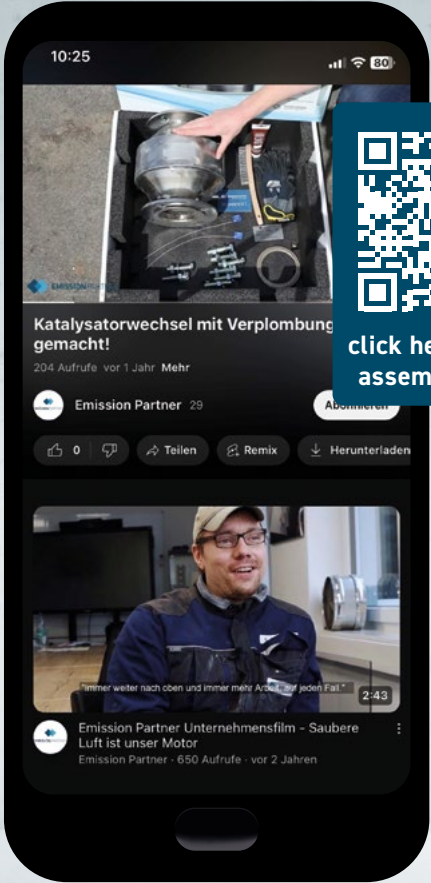 10:25
80
EMISSION
Katalysatorwechsel mit Verplombung
gemacht!
204 Aufrufe vor 1 Jahr Mehr
Emission Partner 29
Abonnieren
0
Teilen
Remix
Herunterladen
click he
assem
"Immer weiter nach oben und immer mehr Arbeit, auf jeden Fall."
2:43
Emission Partner Unternehmensfilm – Saubere
Luft ist unser Motor
Emission Partner · 650 Aufrufe · vor 2 Jahren